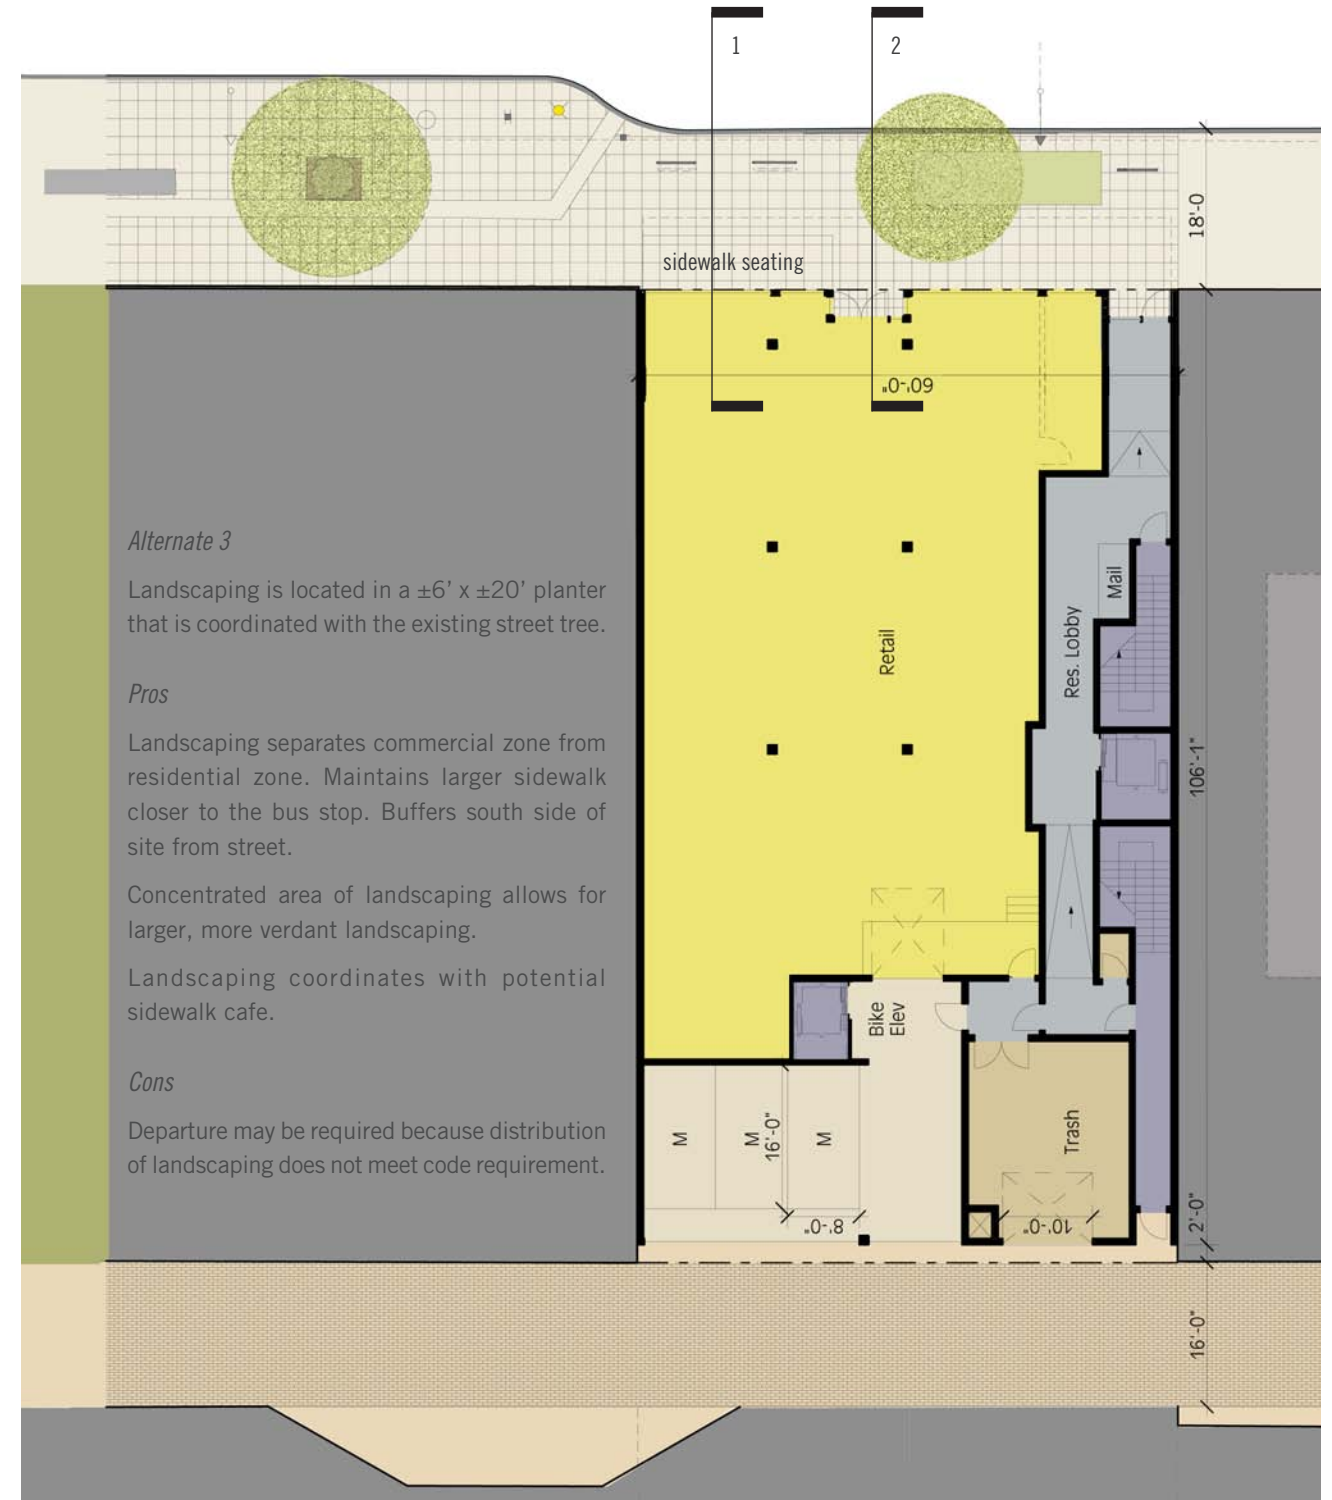 1
2
sidewalk seating
18'-0
60'-0"
Alternate 3
Landscaping is located in a ±6’ x ±20’ planter
that is coordinated with the existing street tree.
Pros
Landscaping separates commercial zone from
residential zone. Maintains larger sidewalk
closer to the bus stop. Buffers south side of
site from street.
Concentrated area of landscaping allows for
larger, more verdant landscaping.
Landscaping coordinates with potential
sidewalk cafe.
Cons
Departure may be required because distribution
of landscaping does not meet code requirement.
Retail
Res. Lobby
Mail
106'-1"
Bike
Elev
M
M
16'-0"
M
8'-0"
Trash
10'-0"
2'-0"
16'-0"